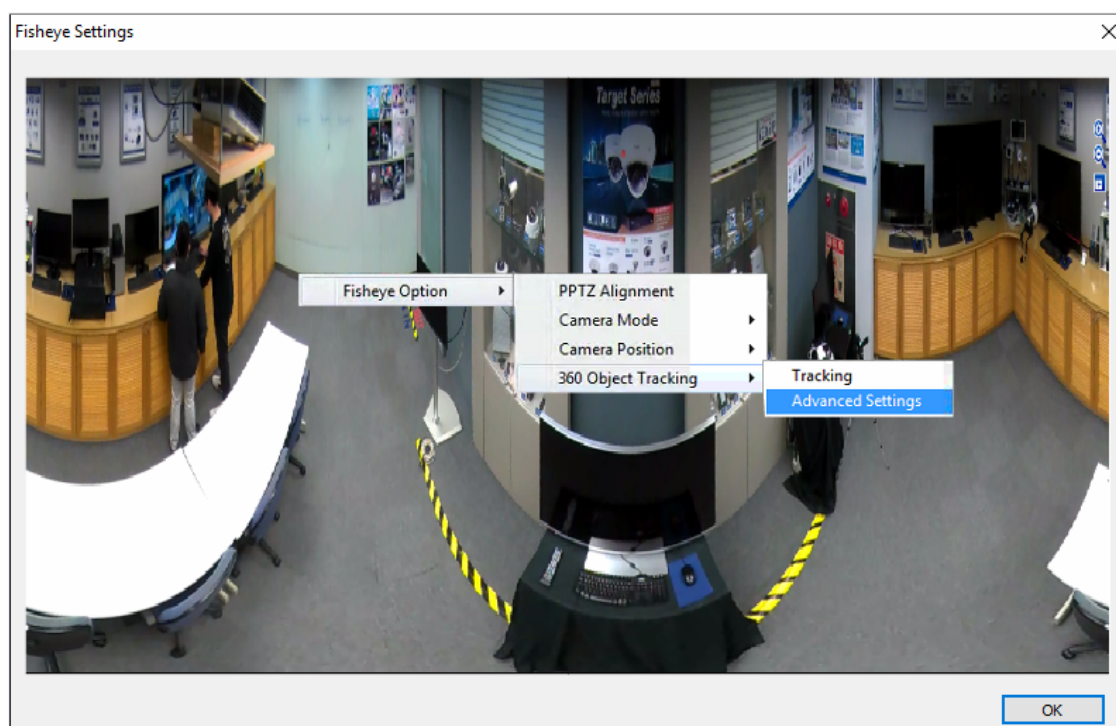 Fisheye Settings
Target Series
Fisheye Option
PPTZ Alignment
Camera Mode
Camera Position
360 Object Tracking
Tracking
Advanced Settings
OK